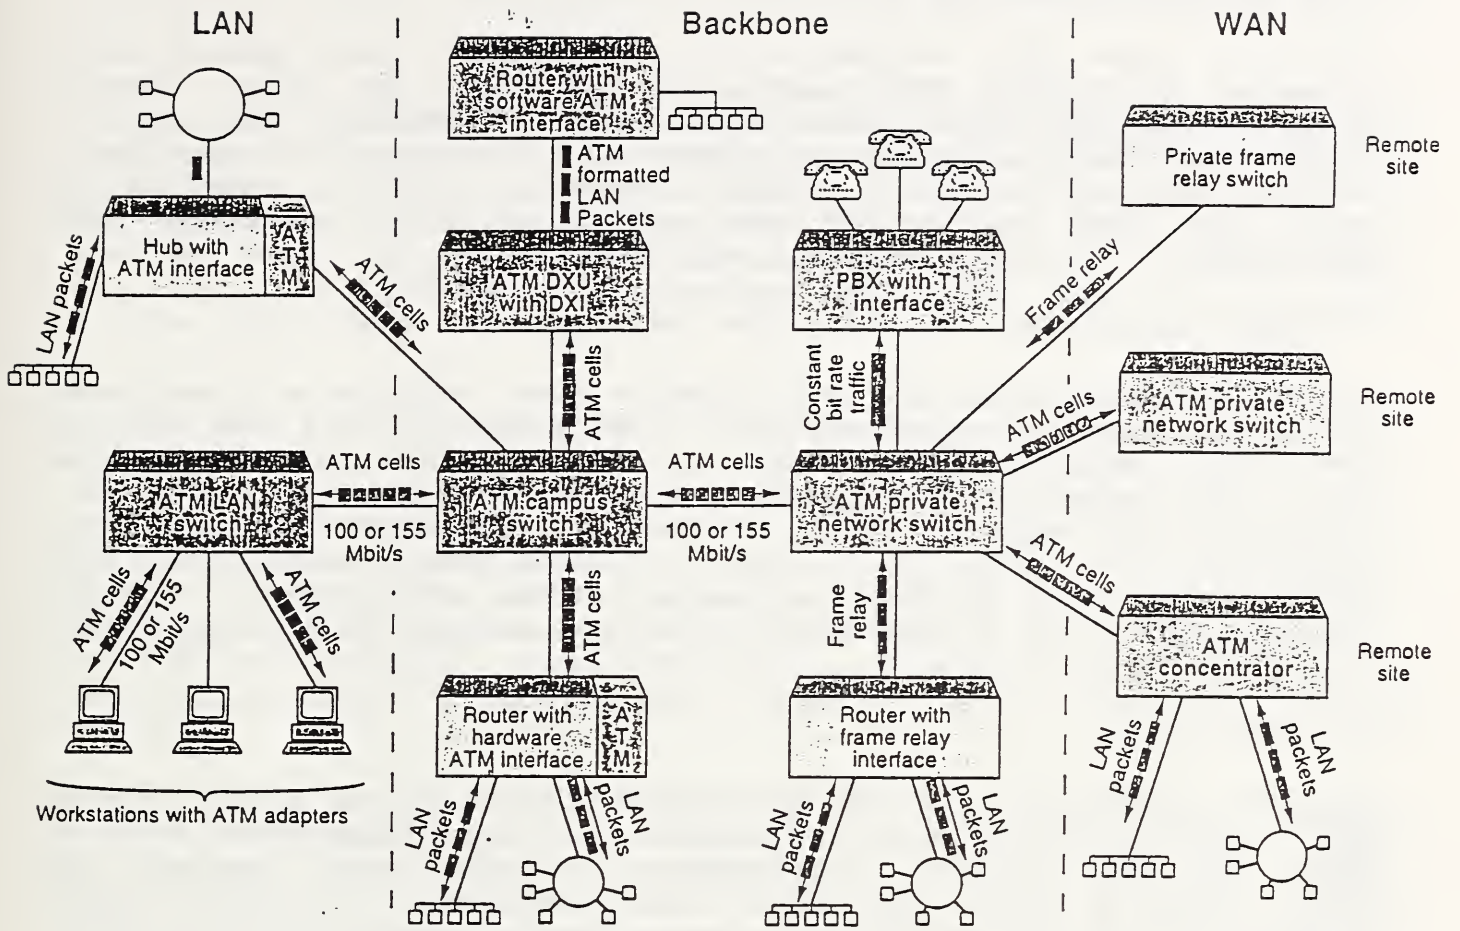 LAN
Backbone
WAN
Router with
software ATM
interface
ATM
formatted
LAN
Packets
Private frame
relay switch
Remote
site
Hub with
ATM interface
ATM
LAN packets
ATM cells
ATM DXU
with DXI
PBX with T1
interface
Frame relay
ATM cells
Constant
bit rate
traffic
ATM cells
ATM private
network switch
Remote
site
ATM LAN
switch
ATM cells
100 or 155
Mbit/s
ATM campus
switch
ATM cells
100 or 155
Mbit/s
ATM private
network switch
ATM cells
ATM cells
100 or 155
Mbit/s
ATM cells
ATM cells
Frame
relay
ATM
concentrator
Remote
site
Router with
hardware
ATM interface
ATM
Router with
frame relay
interface
LAN
packets
LAN
packets
Workstations with ATM adapters
LAN
packets
LAN
packets
LAN
packets
LAN
packets